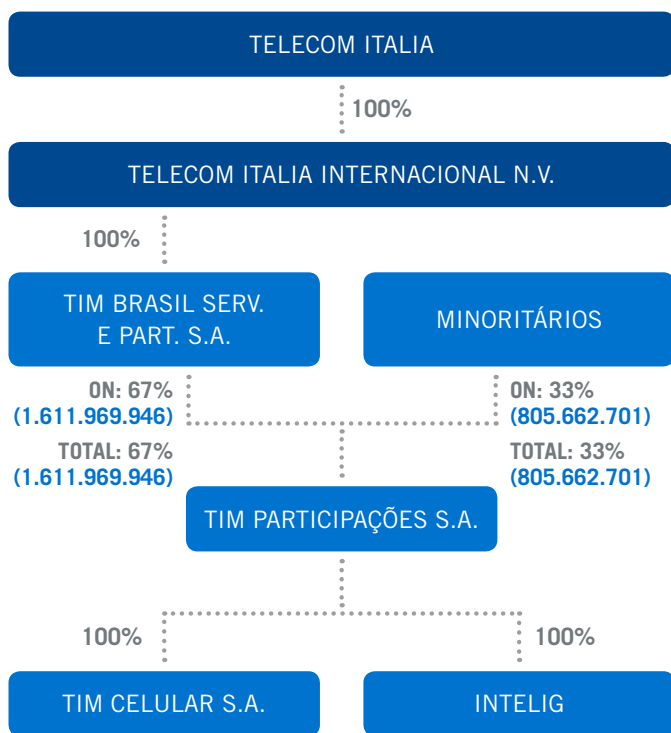 TELECOM ITALIA
100%
TELECOM ITALIA INTERNACIONAL N.V.
100%
TIM BRASIL SERV.
E PART. S.A.
MINORITÁRIOS
ON: 67%
(1.611.969.946)
TOTAL: 67%
(1.611.969.946)
ON: 33%
(805.662.701)
TOTAL: 33%
(805.662.701)
TIM PARTICIPAÇÕES S.A.
100%
100%
TIM CELULAR S.A.
INTELIG